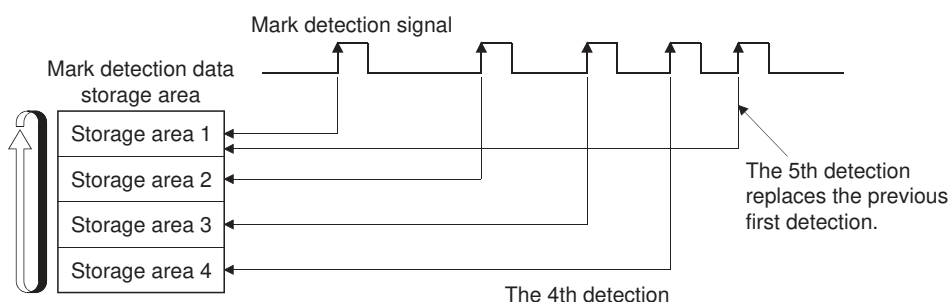 Mark detection signal
Mark detection data
storage area
Storage area 1
Storage area 2
Storage area 3
Storage area 4
The 5th detection
replaces the previous
first detection.
The 4th detection